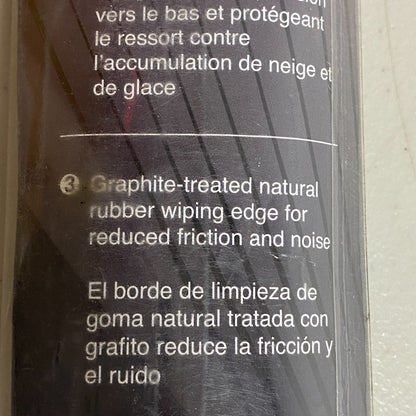 vers le bas et protégeant
le ressort contre
l'accumulation de neige et
de glace
3 Graphite-treated natural
rubber wiping edge for
reduced friction and noise
El borde de limpieza de
goma natural tratada con
grafito reduce la fricción y
el ruido